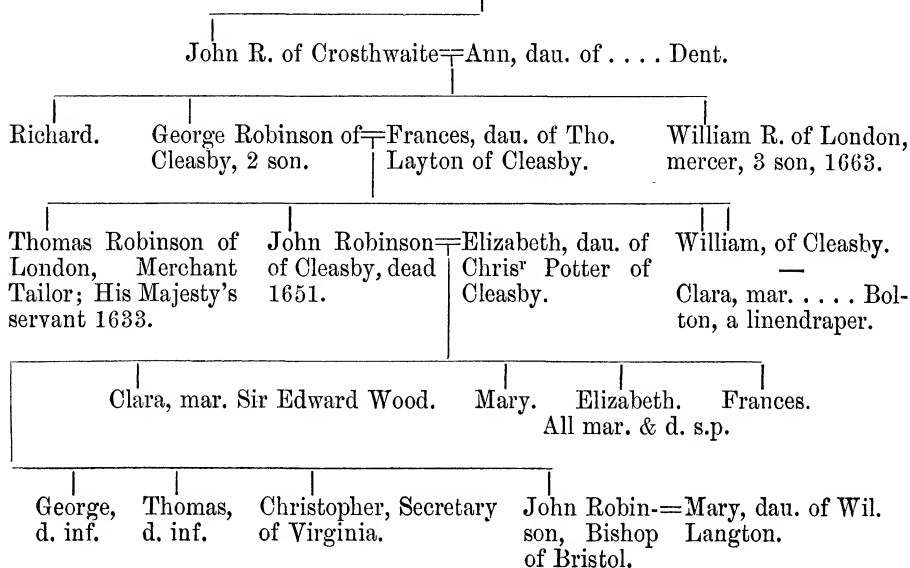 John R. of Crosthwaite=Ann, dau. of . . . . Dent.
Richard.
George Robinson of=Frances, dau. of Tho.
Cleasby, 2 son. Layton of Cleasby.
William R. of London,
mercer, 3 son, 1663.
Thomas Robinson of
London, Merchant
Tailor; His Majesty's
servant 1633.
John Robinson=Elizabeth, dau. of
of Cleasby, dead Chrisʳ Potter of
1651. Cleasby.
William, of Cleasby.
—
Clara, mar. . . . . . Bol-
ton, a linendraper.
Clara, mar. Sir Edward Wood. Mary. Elizabeth. Frances.
All mar. & d. s.p.
George,
d. inf.
Thomas,
d. inf.
Christopher, Secretary
of Virginia.
John Robin-=Mary, dau. of Wil.
son, Bishop Langton.
of Bristol.